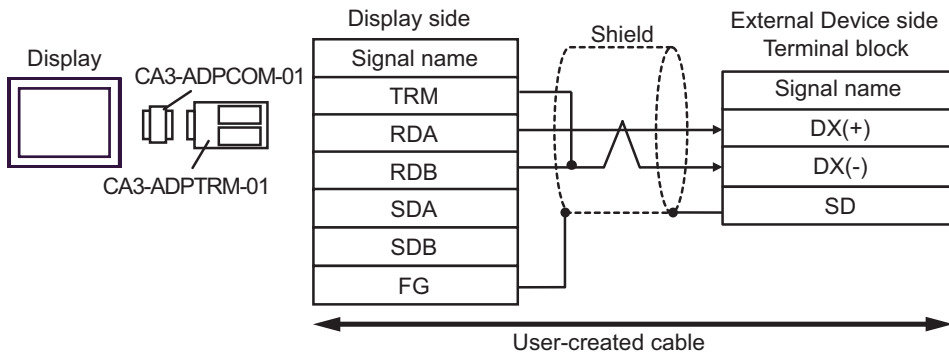 Display
CA3-ADPCOM-01
CA3-ADPTRM-01
Display side
Signal name
TRM
RDA
RDB
SDA
SDB
FG
Shield
External Device side
Terminal block
Signal name
DX(+)
DX(-)
SD
User-created cable